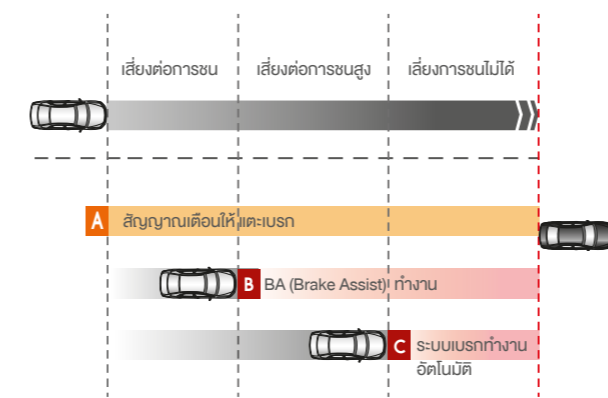 เสี่ยงต่อการชน
เสี่ยงต่อการชนสูง
เลี่ยงการชนไม่ได้
A สัญญาณเตือนให้แตะเบรก
B BA (Brake Assist) ทำงาน
C ระบบเบรกทำงาน
อัตโนมัติ